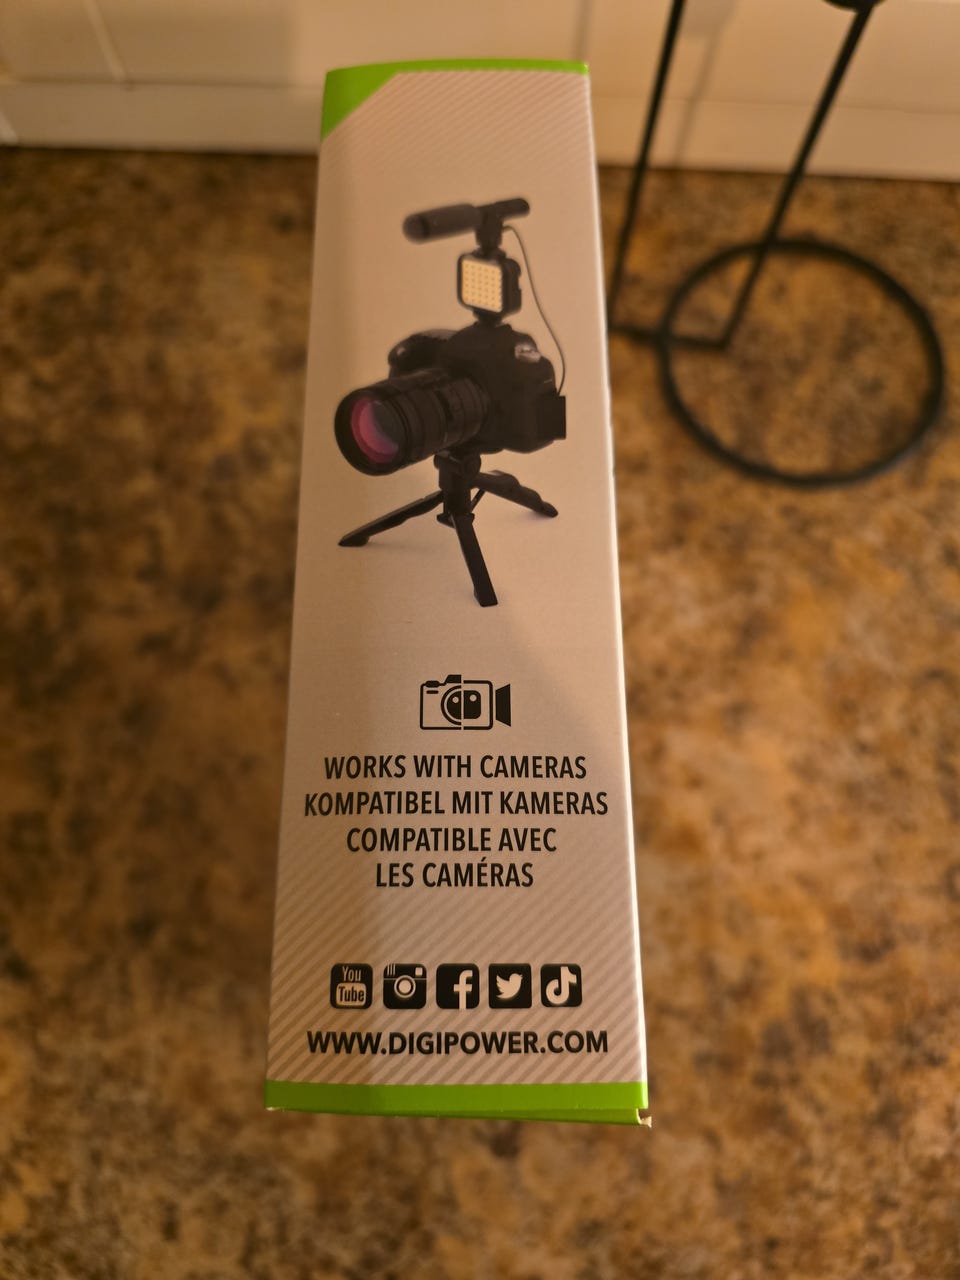 WORKS WITH CAMERAS
KOMPATIBEL MIT KAMERAS
COMPATIBLE AVEC
LES CAMÉRAS
You
Tube
WWW.DIGIPOWER.COM